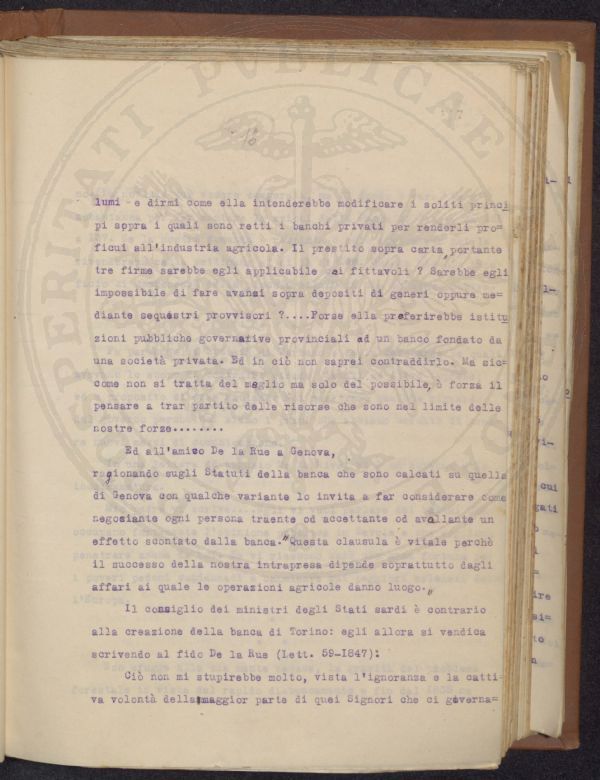 PROSPERITATI PVBLICAE
18
lumi - e dirmi come ella intenderebbe modificare i soliti princi
pi sopra i quali sono retti i banchi privati per renderli pro=
ficui all'industria agricola. Il prestito sopra carta portante
tre firme sarebbe egli applicabile ai fittavoli ? Sarebbe egli
impossibile di fare avansi sopra depositi di generi oppure me=
diante sequestri provvisori ?....Forse ella preferirebbe istitu
zioni pubbliche governative provinciali ad un banco fondato da
una società privata. Ed in ciò non saprei contraddirlo. Ma sic=
come non si tratta del meglio ma solo del possibile, è forza il
pensare a trar partito delle risorse che sono nel limite delle
nostre forze........
Ed all'amico De la Rue a Genova,
ragionando sugli Statuti della banca che sono calcati su quella
di Genova con qualche variante lo invita a far considerare come
negoziante ogni persona traente od accettante od avallante un
effetto scontato dalla banca."Questa clausula è vitale perchè
il successo della nostra intrapresa dipende soprattutto dagli
affari ai quale le operazioni agricole danno luogo."
Il consiglio dei ministri degli Stati sardi è contrario
alla creazione della banca di Torino: egli allora si vendica
scrivendo al fido De la Rue (Lett. 59-1847):
Ciò non mi stupirebbe molto, vista l'ignoranza e la catti=
va volontà della maggior parte di quei Signori che ci governa=